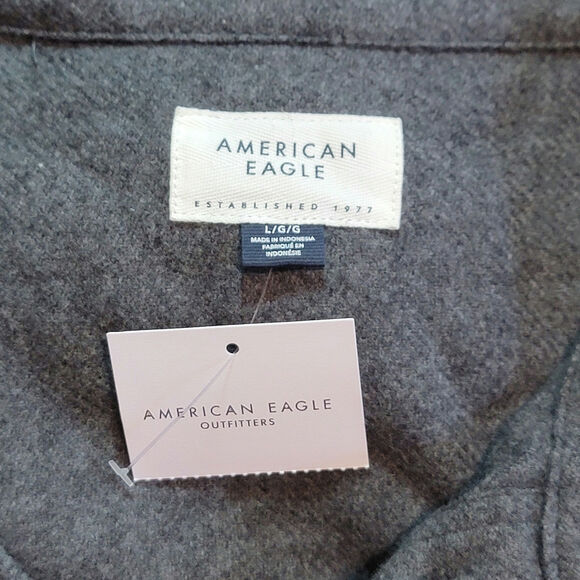 AMERICAN
EAGLE
ESTABLISHED 1977
L/G/G
MADE IN INDONESIA
FABRIQUÉ EN
INDONÉSIE
AMERICAN EAGLE
OUTFITTERS